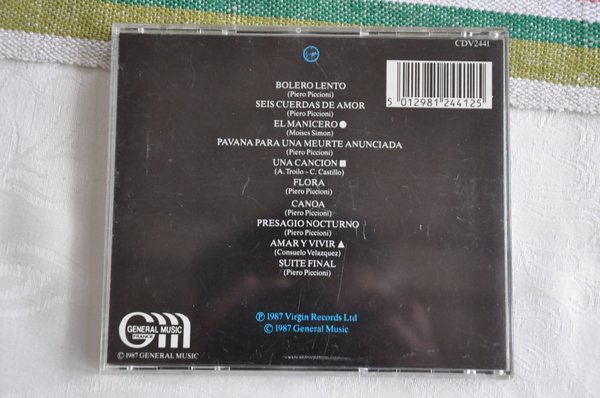 Virgin
CDV2441
5 012981 244125
BOLERO LENTO
(Piero Piccioni)
SEIS CUERDAS DE AMOR
(Piero Piccioni)
EL MANICERO ●
(Moises Simon)
PAVANA PARA UNA MEURTE ANUNCIADA
(Piero Piccioni)
UNA CANCION ■
(A. Troilo – C. Castillo)
FLORA
(Piero Piccioni)
CANOA
(Piero Piccioni)
PRESAGIO NOCTURNO
(Piero Piccioni)
AMAR Y VIVIR ▲
(Consuelo Velazquez)
SUITE FINAL
(Piero Piccioni)
℗ 1987 Virgin Records Ltd
© 1987 General Music
GENERAL MUSIC
FRANCE
© 1987 GENERAL MUSIC